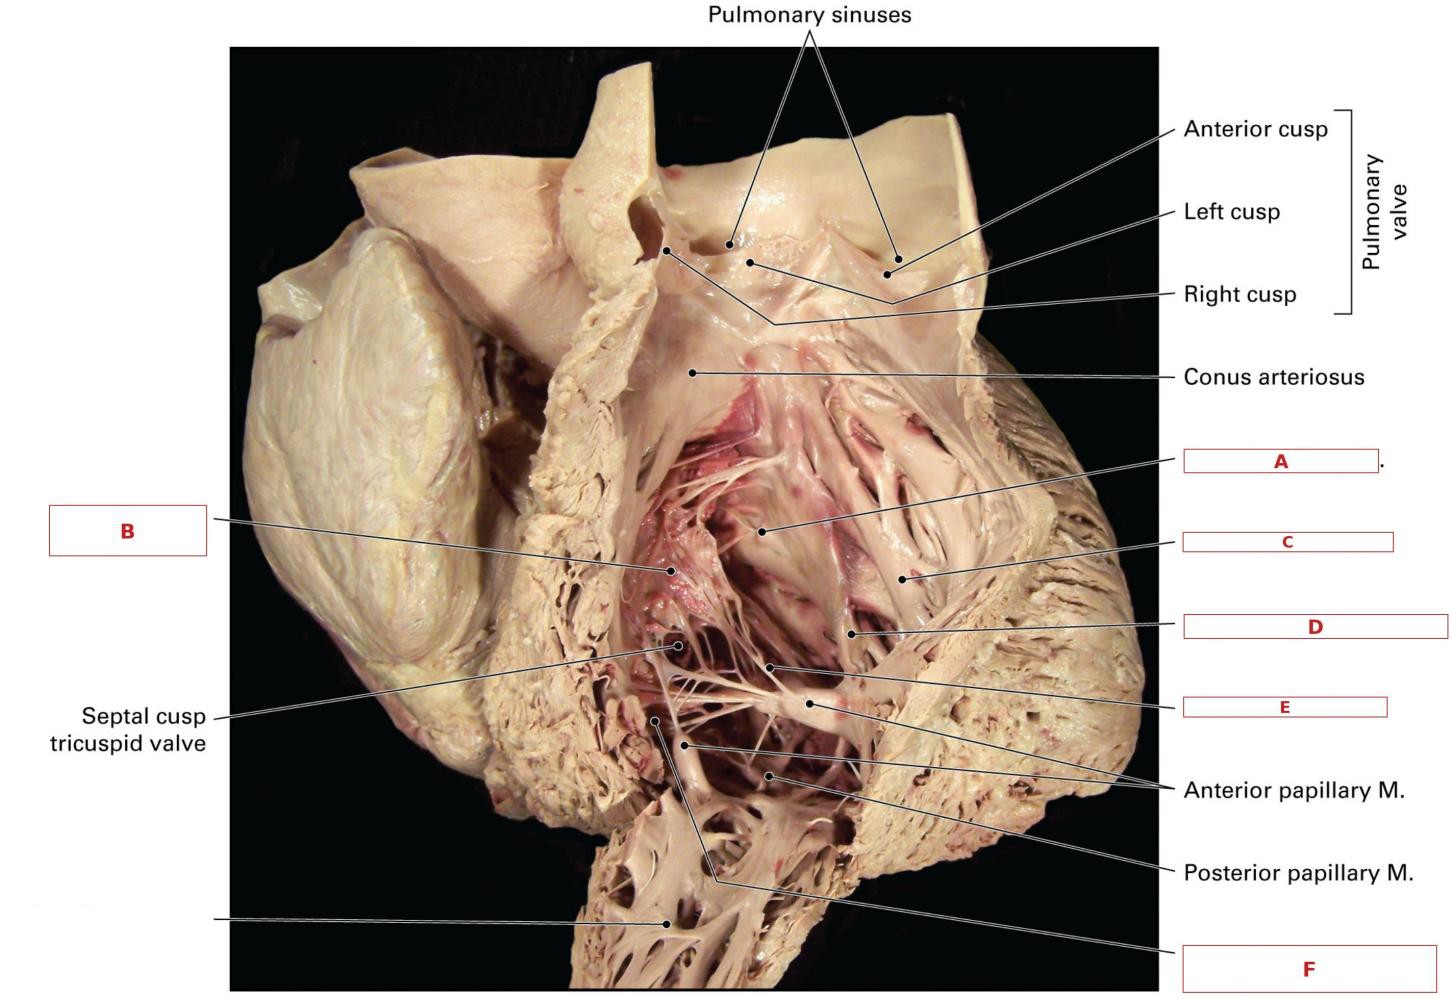 Pulmonary sinuses
Anterior cusp
Left cusp
Right cusp
Pulmonary
valve
Conus arteriosus
A.
B
C
D
E
Septal cusp
tricuspid valve
Anterior papillary M.
Posterior papillary M.
F